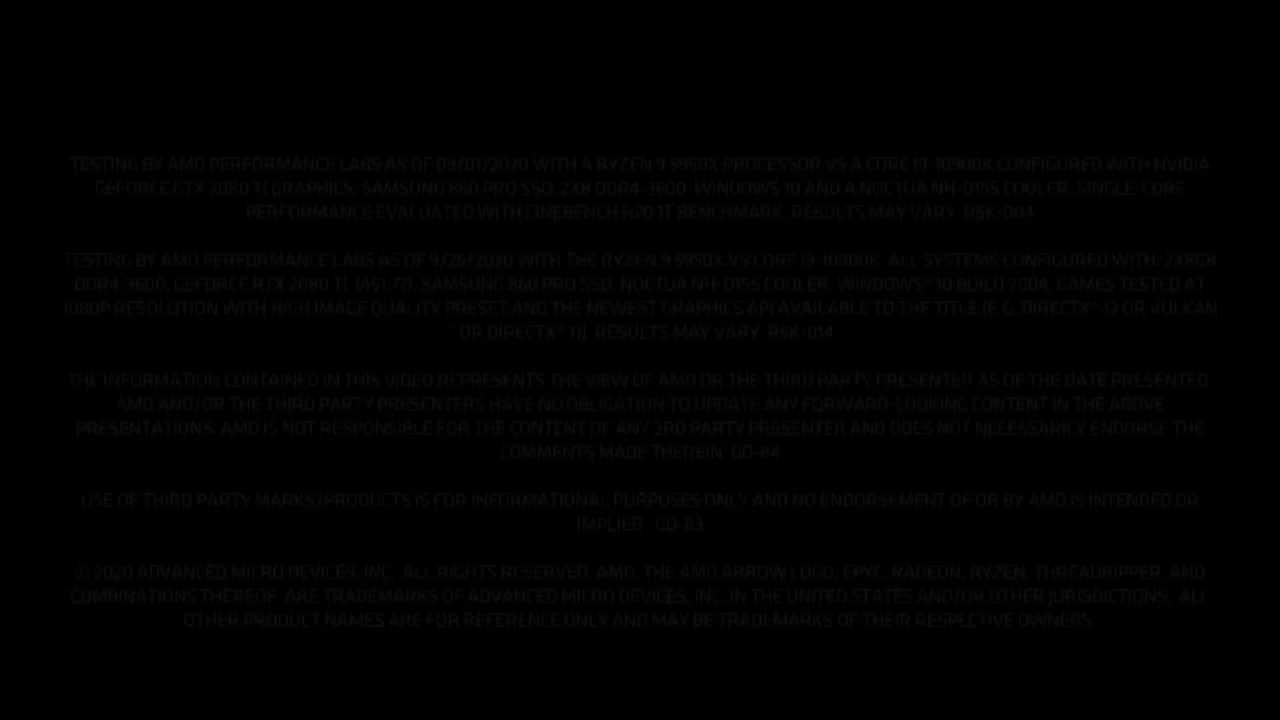 TESTING BY AMD PERFORMANCE LABS AS OF 09/01/2020 WITH A RYZEN 9 5950X PROCESSOR VS A CORE I9-10900K CONFIGURED WITH NVIDIA
GEFORCE GTX 2080 TI GRAPHICS, SAMSUNG 860 PRO SSD, 2X8 DDR4-3600, WINDOWS 10 AND A NOCTUA NH-D15S COOLER. SINGLE-CORE
PERFORMANCE EVALUATED WITH CINEBENCH R20 1T BENCHMARK. RESULTS MAY VARY. R5K-004
TESTING BY AMD PERFORMANCE LABS AS OF 9/25/2020 WITH THE RYZEN 9 5950X VS CORE I9-10900K. ALL SYSTEMS CONFIGURED WITH: 2X8GB
DDR4-3600, GEFORCE RTX 2080 TI (451.77), SAMSUNG 860 PRO SSD, NOCTUA NH-D15S COOLER, WINDOWS® 10 BUILD 2004. GAMES TESTED AT
1080P RESOLUTION WITH HIGH IMAGE QUALITY PRESET AND THE NEWEST GRAPHICS API AVAILABLE TO THE TITLE (E.G. DIRECTX® 12 OR VULKAN
™ OR DIRECTX® 11). RESULTS MAY VARY. R5K-014
THE INFORMATION CONTAINED IN THIS VIDEO REPRESENTS THE VIEW OF AMD OR THE THIRD PARTY PRESENTER AS OF THE DATE PRESENTED.
AMD AND/OR THE THIRD PARTY PRESENTERS HAVE NO OBLIGATION TO UPDATE ANY FORWARD-LOOKING CONTENT IN THE ABOVE
PRESENTATIONS. AMD IS NOT RESPONSIBLE FOR THE CONTENT OF ANY 3RD PARTY PRESENTER AND DOES NOT NECESSARILY ENDORSE THE
COMMENTS MADE THEREIN. GD-84
USE OF THIRD PARTY MARKS/PRODUCTS IS FOR INFORMATIONAL PURPOSES ONLY AND NO ENDORSEMENT OF OR BY AMD IS INTENDED OR
IMPLIED. GD-83
© 2020 ADVANCED MICRO DEVICES, INC. ALL RIGHTS RESERVED. AMD, THE AMD ARROW LOGO, EPYC, RADEON, RYZEN, THREADRIPPER, AND
COMBINATIONS THEREOF, ARE TRADEMARKS OF ADVANCED MICRO DEVICES, INC. IN THE UNITED STATES AND/OR OTHER JURISDICTIONS. ALL
OTHER PRODUCT NAMES ARE FOR REFERENCE ONLY AND MAY BE TRADEMARKS OF THEIR RESPECTIVE OWNERS.